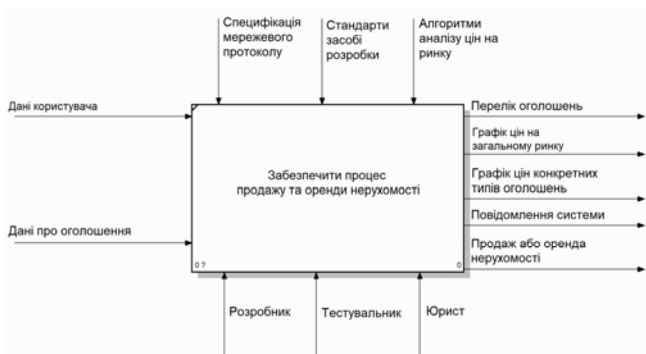 Специфікація
мережевого
протоколу
Стандарти
засобі
розробки
Алгоритми
аналізу цін на
ринку
Дані користувача
Дані про оголошення
Забезпечити процес
продажу та оренди нерухомості
0 ?
0
Перелік оголошень
Графік цін на
загальному ринку
Графік цін конкретних
типів оголошень
Повідомлення системи
Продаж або оренда
нерухомості
Розробник
Тестувальник
Юрист